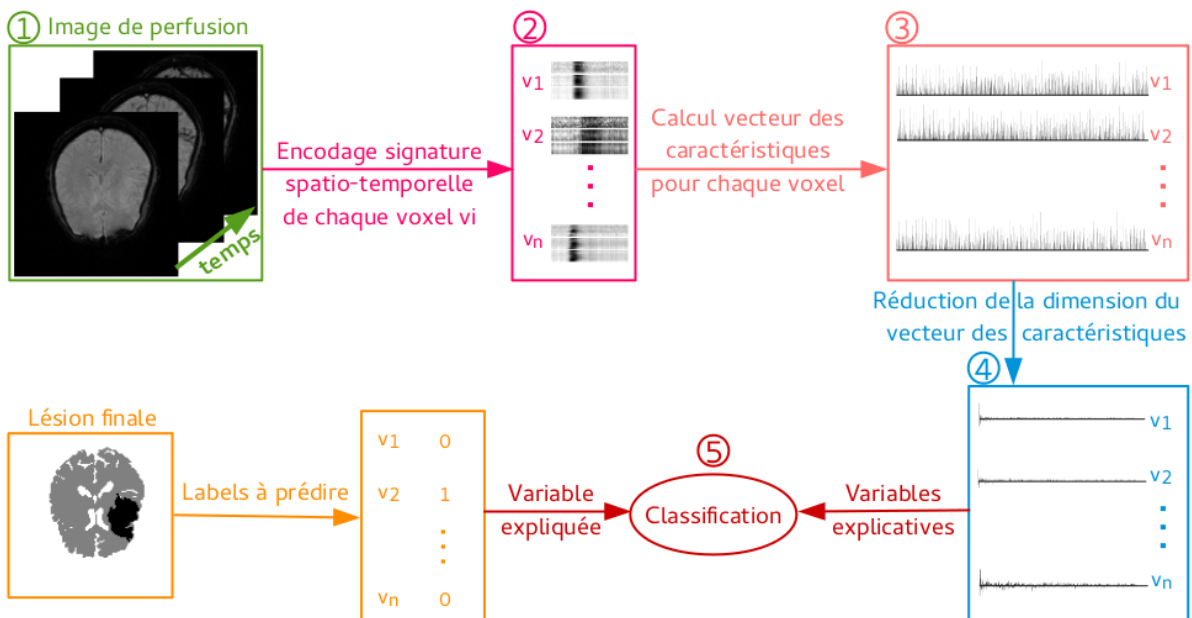 ① Image de perfusion
temps
Encodage signature
spatio-temporelle
de chaque voxel vi
②
v1
v2
vn
Calcul vecteur des
caractéristiques
pour chaque voxel
③
v1
v2
vn
Réduction de la dimension du
vecteur des caractéristiques
④
v1
v2
vn
Lésion finale
Labels à prédire
v1 0
v2 1
vn 0
Variable
expliquée
⑤
Classification
Variables
explicatives